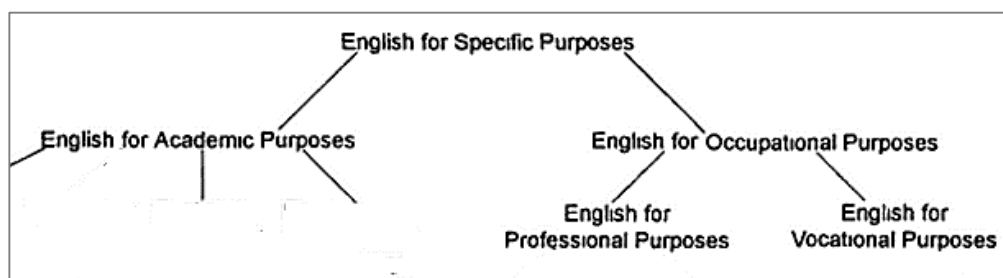 English for Specific Purposes
English for Academic Purposes
English for Occupational Purposes
English for
Professional Purposes
English for
Vocational Purposes